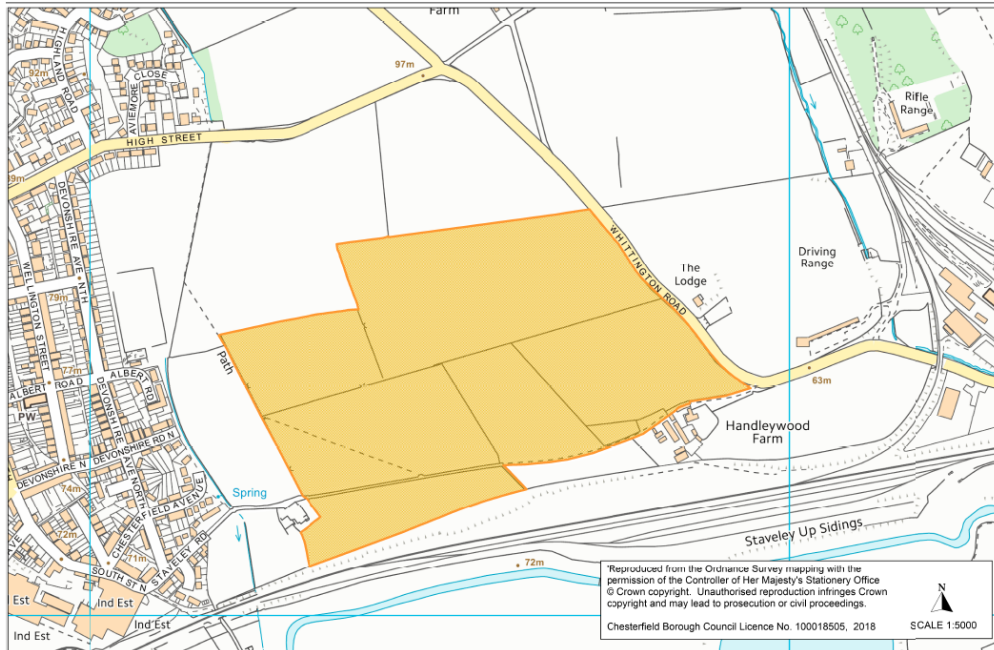 Farm
97m
HIGHLAND ROAD
92m
AVIEMORE CLOSE
HIGH STREET
Rifle
Range
DEVONSHIRE AVE NTH
WELLINGTON STREET
WHITTINGTON ROAD
The
Lodge
Driving
Range
79m
77m
Path
ALBERT ROAD
ALBERT RD
63m
PW
Handleywood
Farm
DEVONSHIRE N
DEVONSHIRE RD N
DEVONSHIRE AVE NORTH
74m
Spring
CHESTERFIELD AVENUE
72m
71m
STAVELEY RD
SOUTH ST N
Staveley Up Sidings
72m
Ind Est
Ind Est
Ind Est
Ind Est
'Reproduced from the Ordnance Survey mapping with the
permission of the Controller of Her Majesty's Stationery Office
© Crown copyright. Unauthorised reproduction infringes Crown
copyright and may lead to prosecution or civil proceedings.
Chesterfield Borough Council Licence No. 100018505, 2018
N
SCALE 1:5000